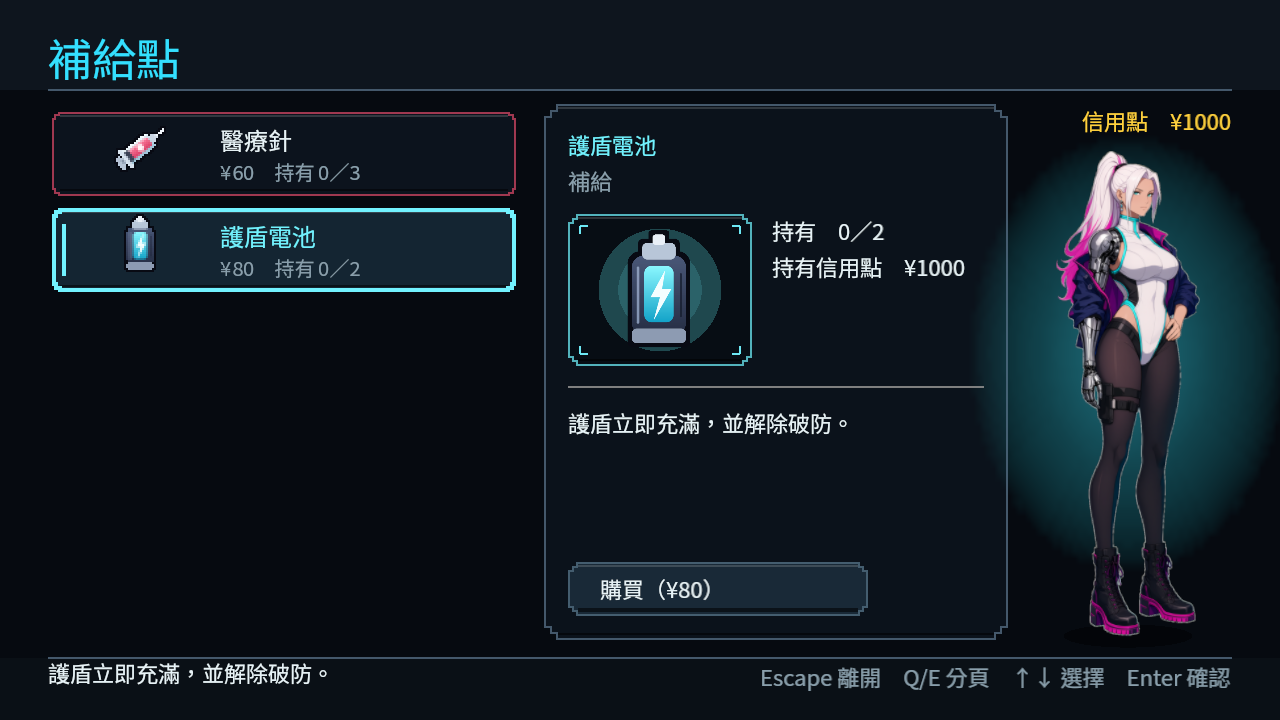 補給點
信用點 ¥1000
醫療針
¥60 持有0／3
護盾電池
¥80 持有0／2
護盾電池
補給
持有 0／2
持有信用點 ¥1000
護盾立即充滿，並解除破防。
購買（¥80）
護盾立即充滿，並解除破防。
Escape 離開 Q/E 分頁 ↑↓ 選擇 Enter 確認